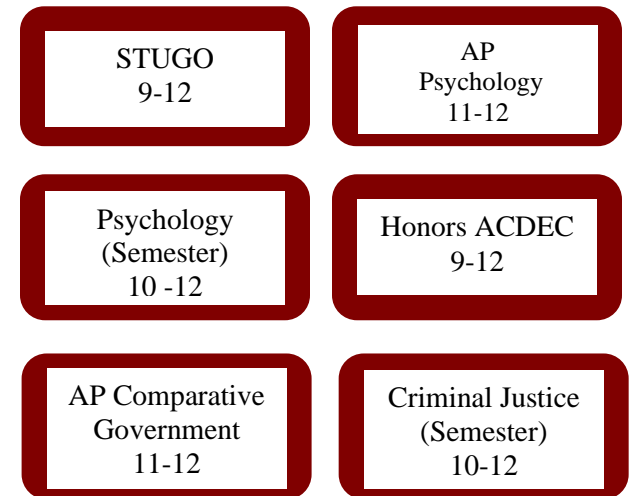 STUGO
9-12
AP
Psychology
11-12
Psychology
(Semester)
10 -12
Honors ACDEC
9-12
AP Comparative
Government
11-12
Criminal Justice
(Semester)
10-12